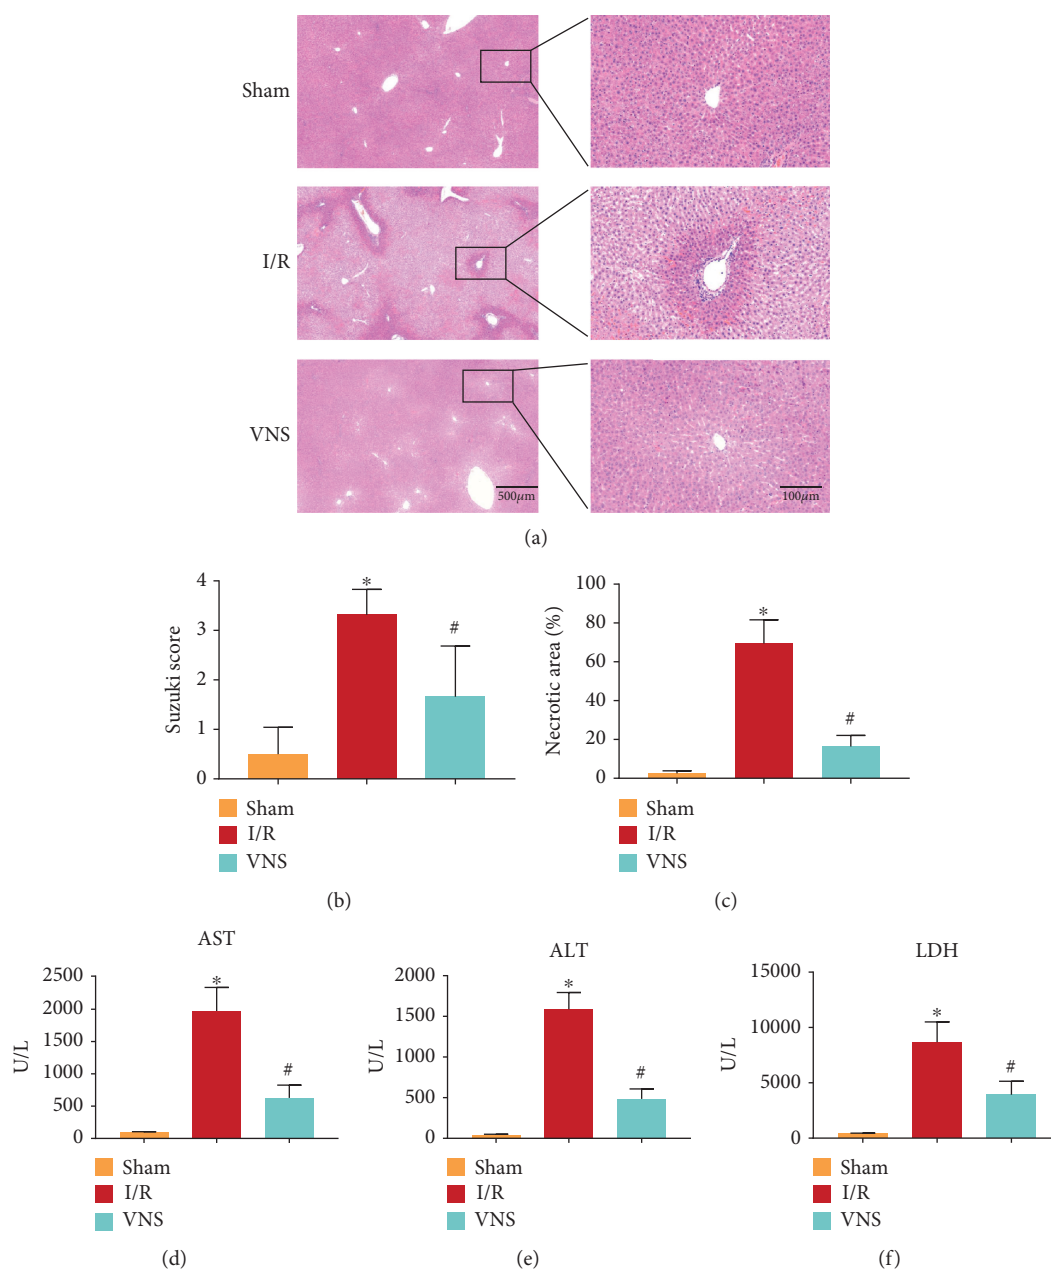 Sham
I/R
VNS
500μm
100μm
(a)
Suzuki score
4
3
2
1
0
*
#
Sham
I/R
VNS
(b)
Necrotic area (%)
100
80
60
40
20
0
*
#
Sham
I/R
VNS
(c)
AST
U/L
2500
2000
1500
1000
500
0
*
#
Sham
I/R
VNS
(d)
ALT
U/L
2000
1500
1000
500
0
*
#
Sham
I/R
VNS
(e)
LDH
U/L
15000
10000
5000
0
*
#
Sham
I/R
VNS
(f)